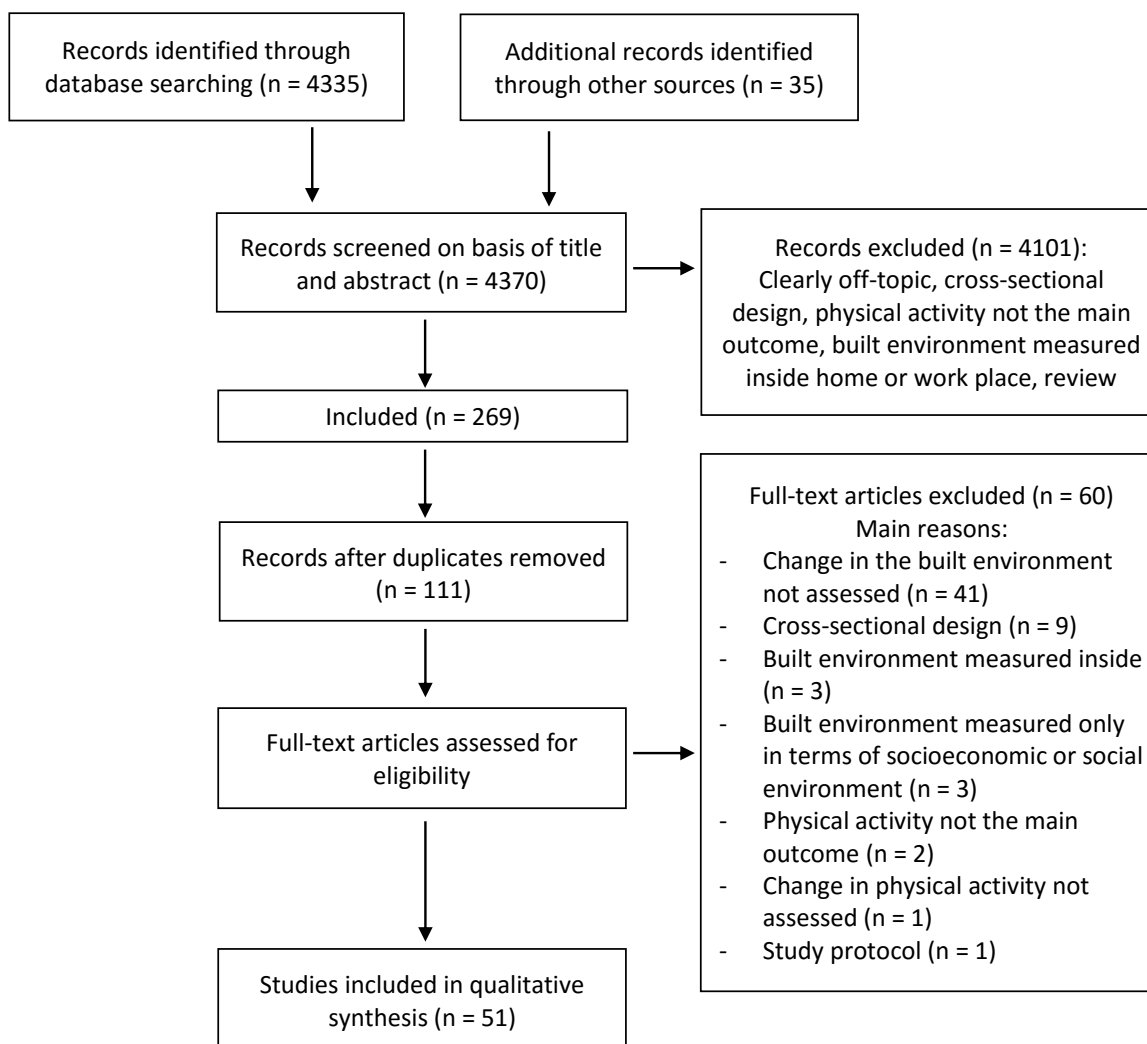 Records identified through
database searching (n = 4335)
Additional records identified
through other sources (n = 35)
Records screened on basis of title
and abstract (n = 4370)
Records excluded (n = 4101):
Clearly off-topic, cross-sectional
design, physical activity not the main
outcome, built environment measured
inside home or work place, review
Included (n = 269)
Records after duplicates removed
(n = 111)
Full-text articles assessed for
eligibility
Full-text articles excluded (n = 60)
Main reasons:
- Change in the built environment
not assessed (n = 41)
- Cross-sectional design (n = 9)
- Built environment measured inside
(n = 3)
- Built environment measured only
in terms of socioeconomic or social
environment (n = 3)
- Physical activity not the main
outcome (n = 2)
- Change in physical activity not
assessed (n = 1)
- Study protocol (n = 1)
Studies included in qualitative
synthesis (n = 51)